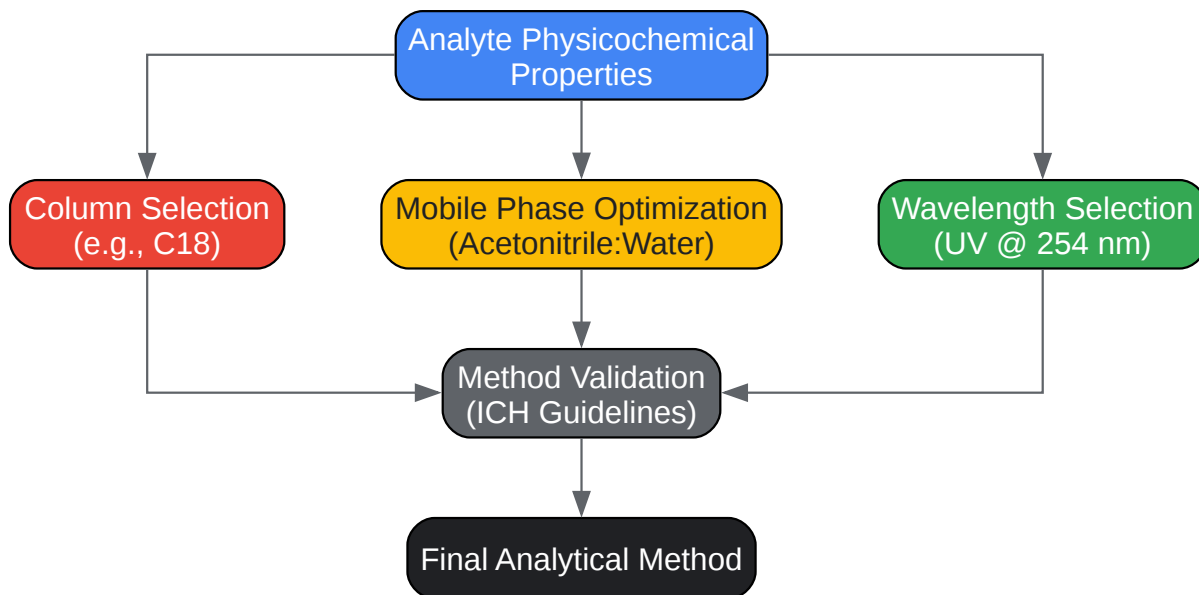 Analyte Physicochemical
Properties
Column Selection
(e.g., C18)
Mobile Phase Optimization
(Acetonitrile:Water)
Wavelength Selection
(UV @ 254 nm)
Method Validation
(ICH Guidelines)
Final Analytical Method